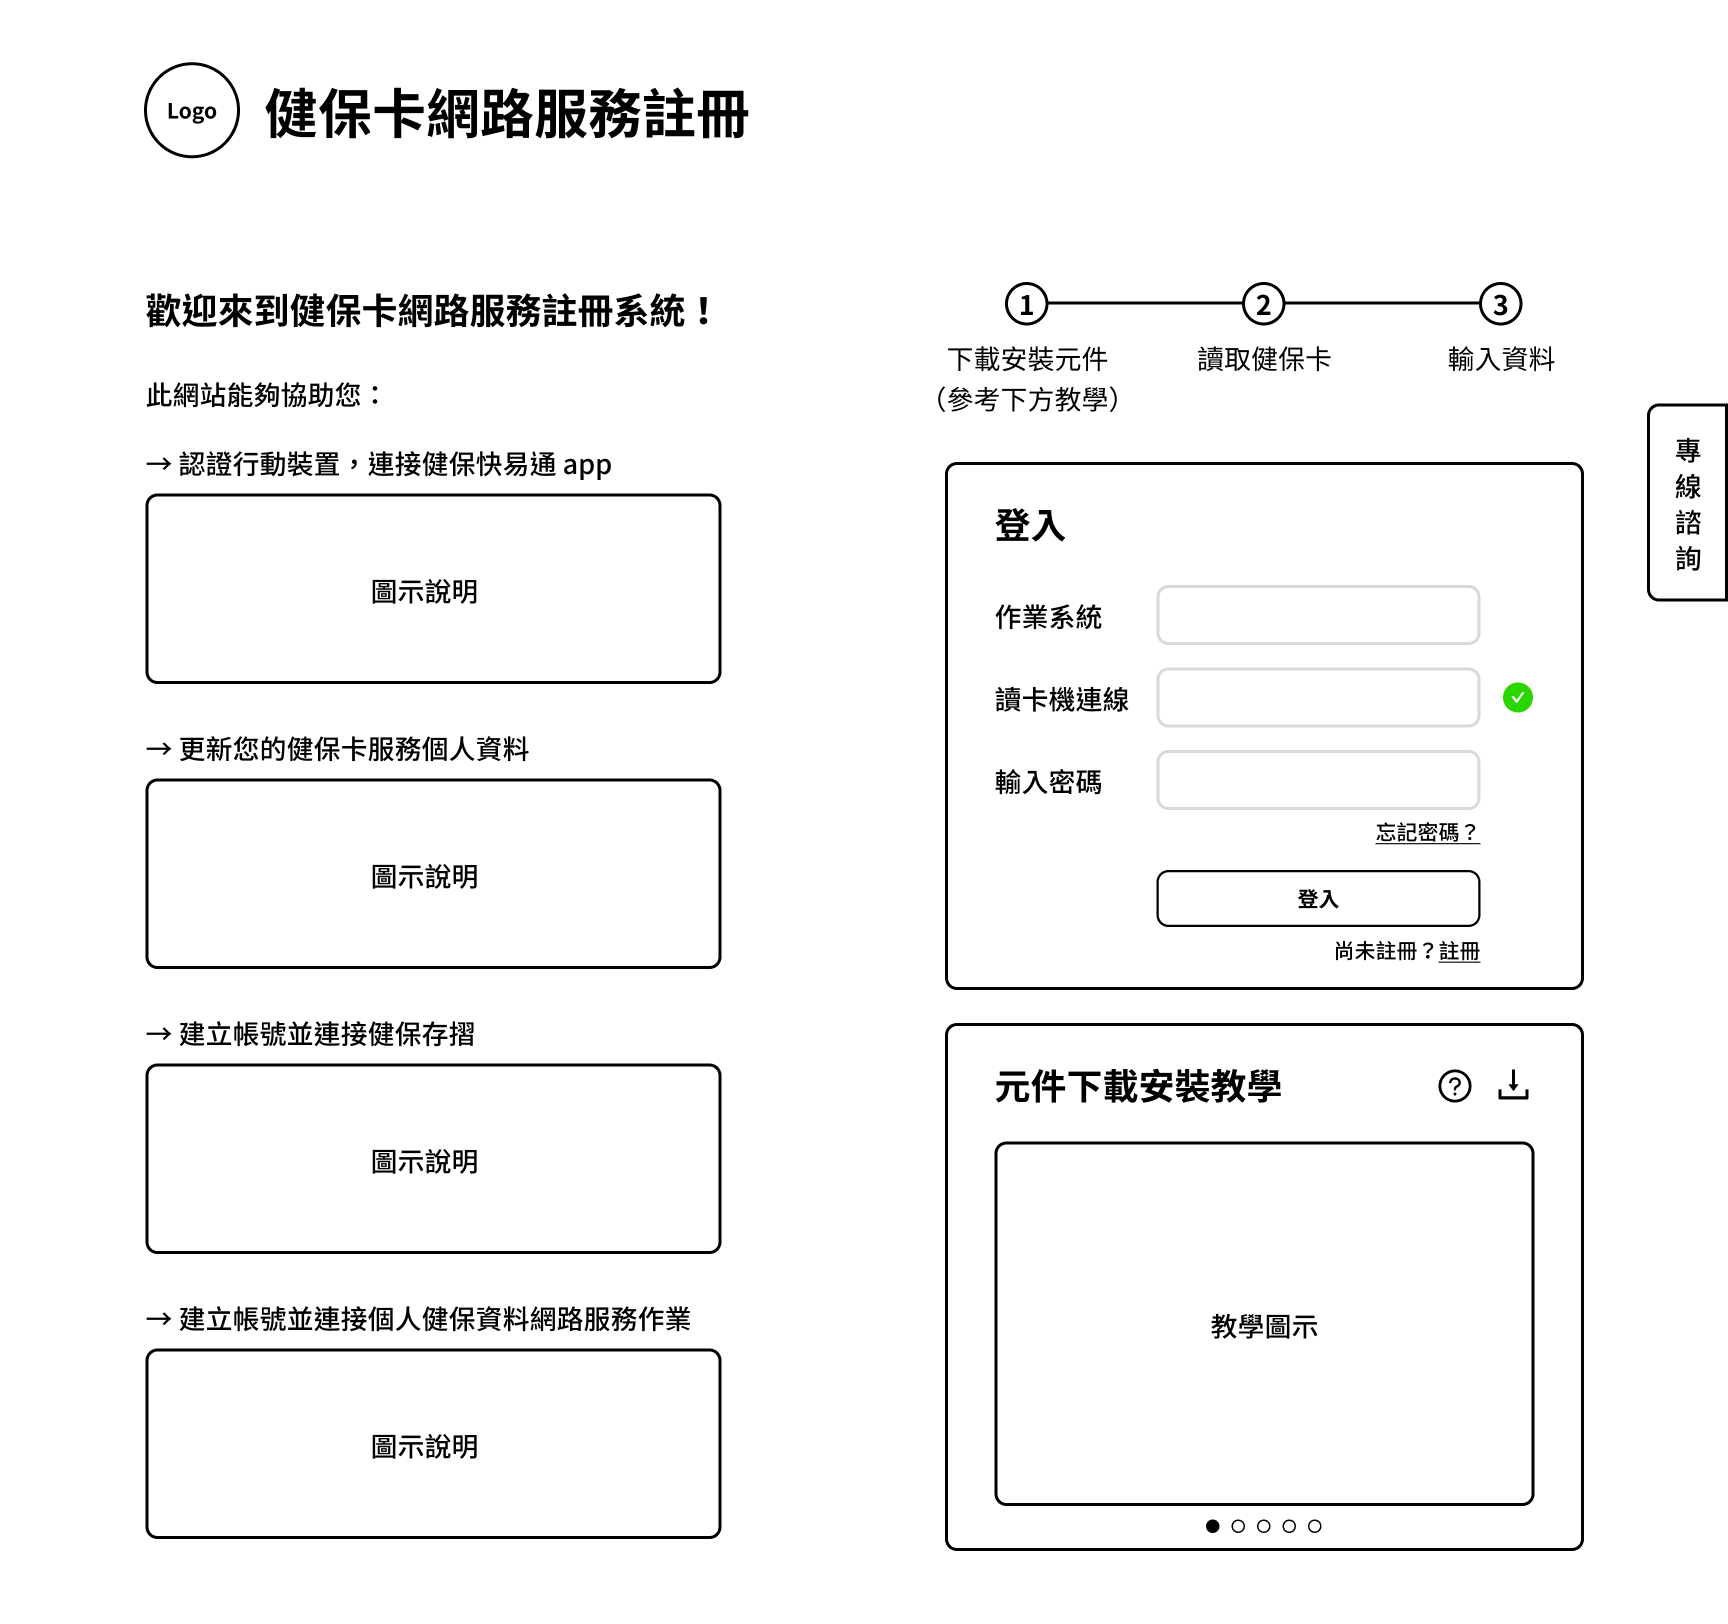 Logo
健保卡網路服務註冊
歡迎來到健保卡網路服務註冊系統！
此網站能夠協助您：
→ 認證行動裝置，連接健保快易通 app
圖示說明
→ 更新您的健保卡服務個人資料
圖示說明
→ 建立帳號並連接健保存摺
圖示說明
→ 建立帳號並連接個人健保資料網路服務作業
圖示說明
1
2
3
下載安裝元件
（參考下方教學）
讀取健保卡
輸入資料
登入
作業系統
讀卡機連線
輸入密碼
忘記密碼？
登入
尚未註冊？註冊
元件下載安裝教學
?
教學圖示
專線諮詢